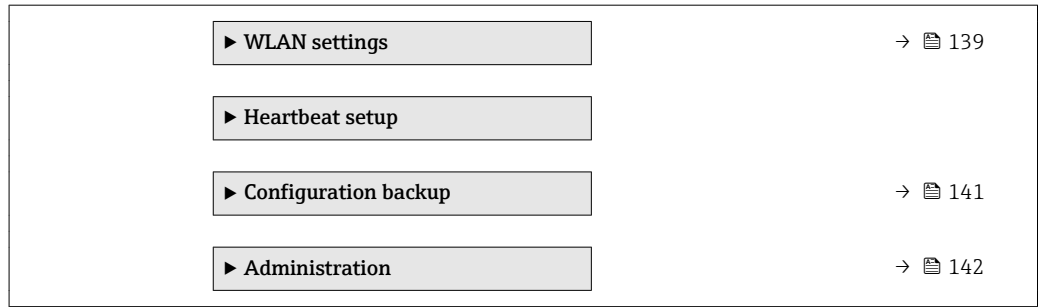 ▶ WLAN settings → 🖹 139
▶ Heartbeat setup
▶ Configuration backup → 🖹 141
▶ Administration → 🖹 142